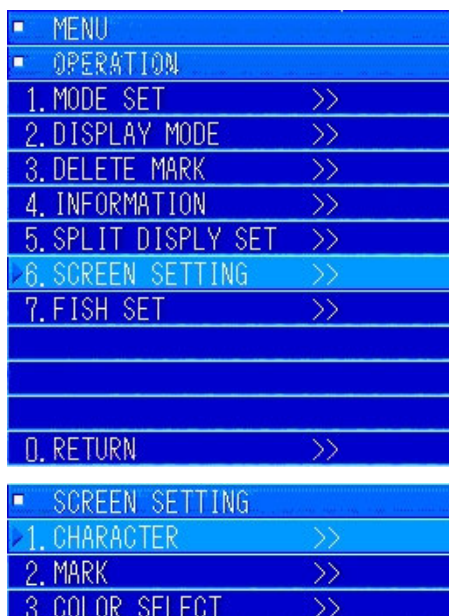 MENU
OPERATION
1. MODE SET >>
2. DISPLAY MODE >>
3. DELETE MARK >>
4. INFORMATION >>
5. SPLIT DISPLY SET >>
6. SCREEN SETTING >>
7. FISH SET >>
0. RETURN >>
SCREEN SETTING
1. CHARACTER >>
2. MARK >>
3 COLOR SELECT >>